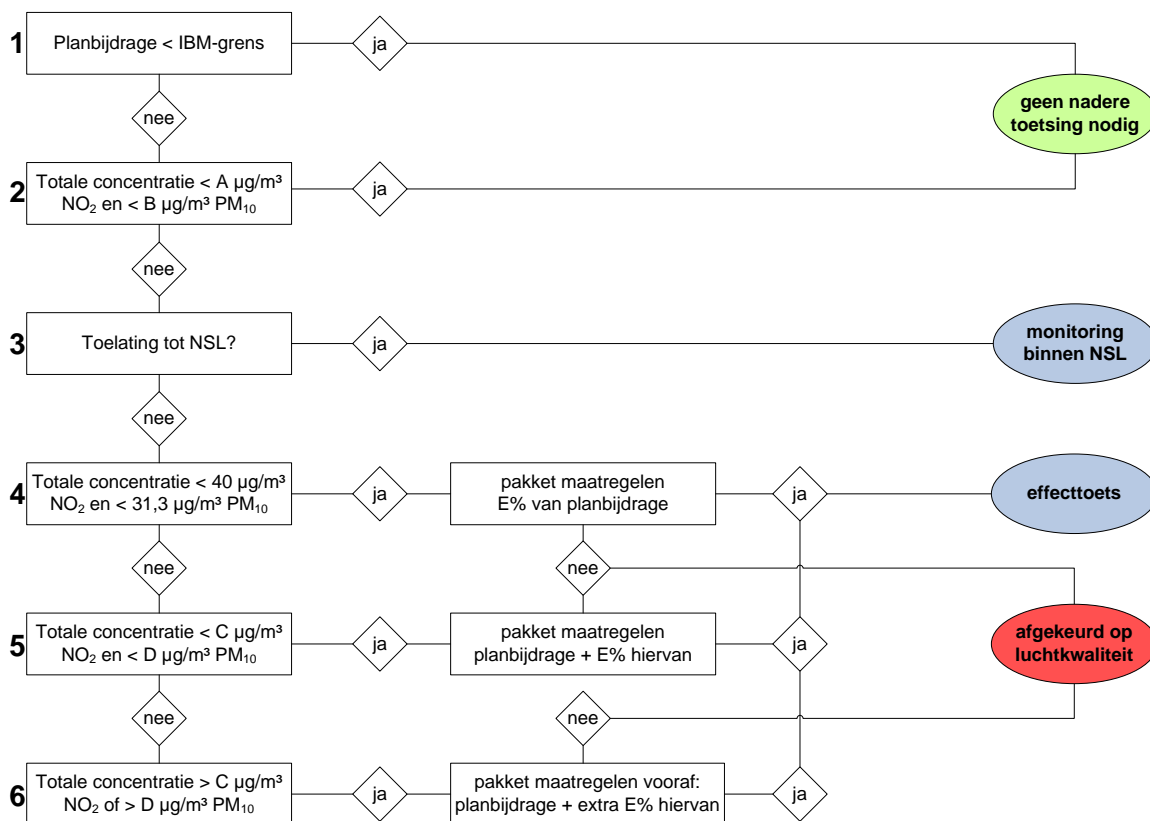 1
Planbijdrage < IBM-grens
ja
geen nadere
toetsing nodig
nee
2
Totale concentratie < A µg/m³
NO₂ en < B µg/m³ PM₁₀
ja
nee
3
Toelating tot NSL?
ja
monitoring
binnen NSL
nee
4
Totale concentratie < 40 µg/m³
NO₂ en < 31,3 µg/m³ PM₁₀
ja
pakket maatregelen
E% van planbijdrage
ja
effecttoets
nee
nee
5
Totale concentratie < C µg/m³
NO₂ en < D µg/m³ PM₁₀
ja
pakket maatregelen
planbijdrage + E% hiervan
ja
afgekeurd op
luchtkwaliteit
nee
nee
6
Totale concentratie > C µg/m³
NO₂ of > D µg/m³ PM₁₀
ja
pakket maatregelen vooraf:
planbijdrage + extra E% hiervan
ja